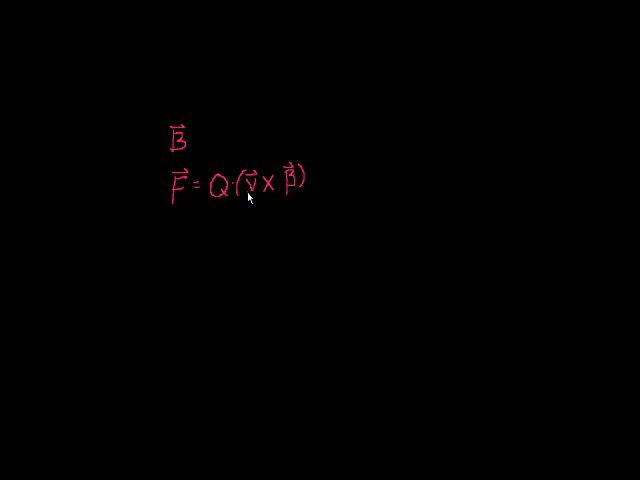 B⃗
F⃗ = Q·(v⃗ × B⃗)